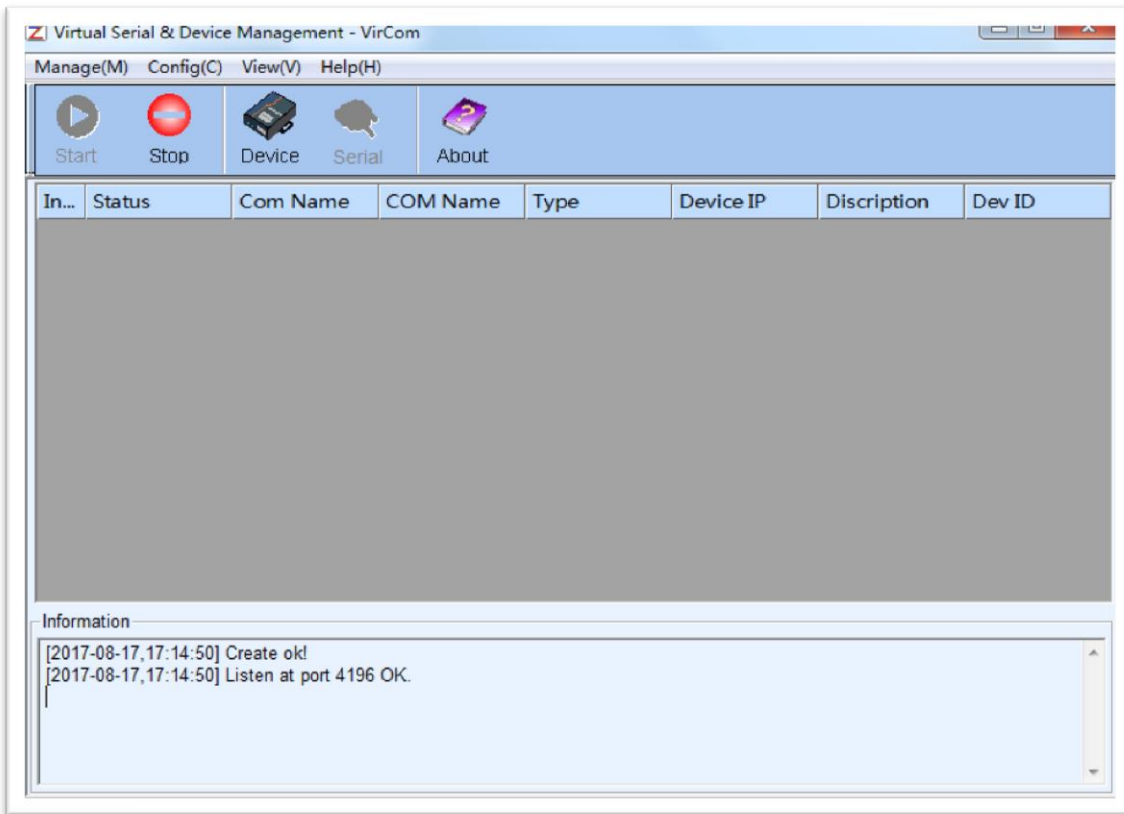 Z Virtual Serial & Device Management - VirCom
Manage(M) Config(C) View(V) Help(H)
Start Stop Device Serial About
In... Status Com Name COM Name Type Device IP Discription Dev ID
Information
[2017-08-17,17:14:50] Create ok!
[2017-08-17,17:14:50] Listen at port 4196 OK.